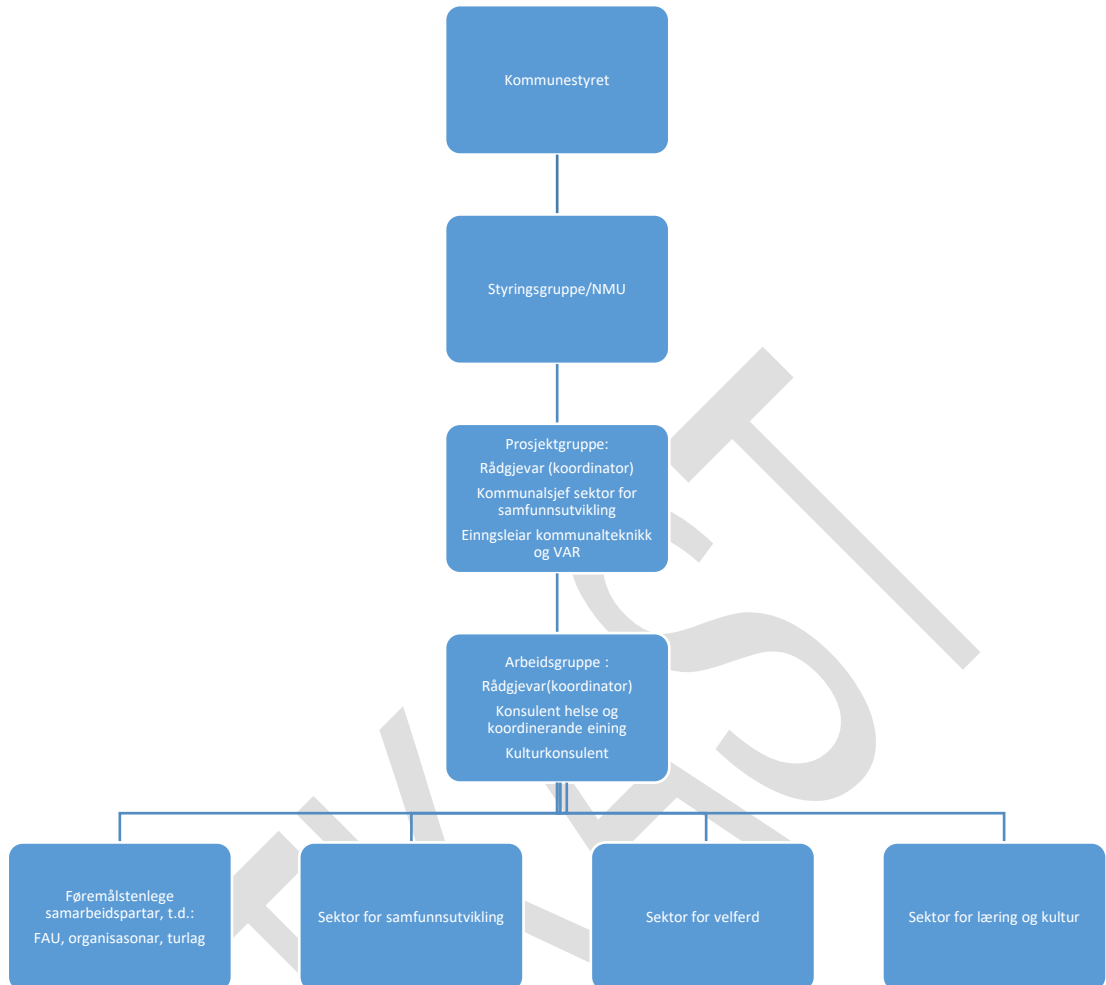 Kommunestyret
Styringsgruppe/NMU
Prosjektgruppe:
Rådgjevar (koordinator)
Kommunalsjef sektor for
samfunnsutvikling
Einngsleiar kommunalteknikk
og VAR
Arbeidsgruppe :
Rådgjevar(koordinator)
Konsulent helse og
koordinerande eining
Kulturkonsulent
Føremålstenlege
samarbeidspartar, t.d.:
FAU, organisasonar, turlag
Sektor for samfunnsutvikling
Sektor for velferd
Sektor for læring og kultur